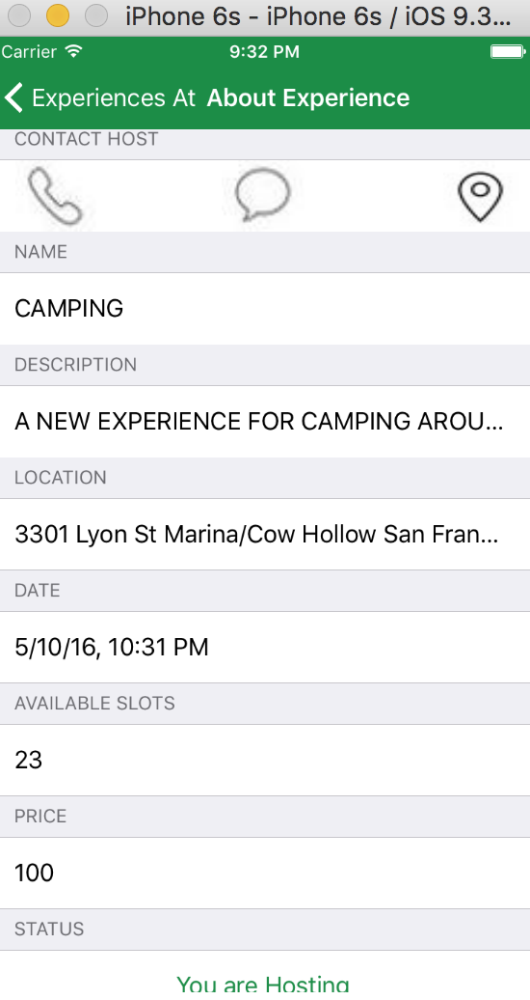 iPhone 6s - iPhone 6s / iOS 9.3...
Carrier 9:32 PM
Experiences At About Experience
CONTACT HOST
NAME
CAMPING
DESCRIPTION
A NEW EXPERIENCE FOR CAMPING AROU...
LOCATION
3301 Lyon St Marina/Cow Hollow San Fran...
DATE
5/10/16, 10:31 PM
AVAILABLE SLOTS
23
PRICE
100
STATUS
You are Hosting